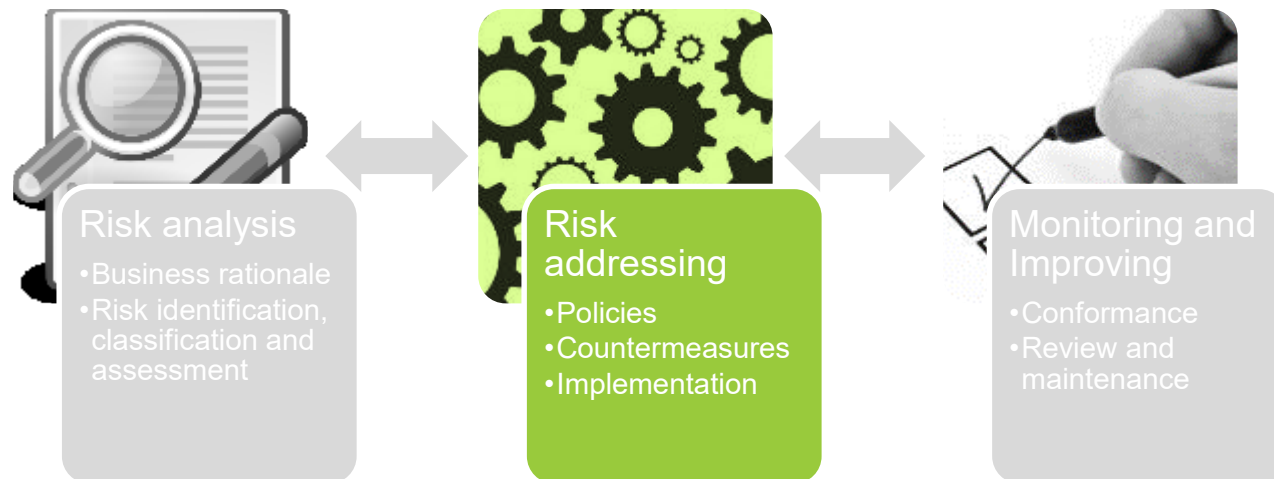 Risk analysis
•Business rationale
•Risk identification,
classification and
assessment
Risk
addressing
•Policies
•Countermeasures
•Implementation
Monitoring and
Improving
•Conformance
•Review and
maintenance